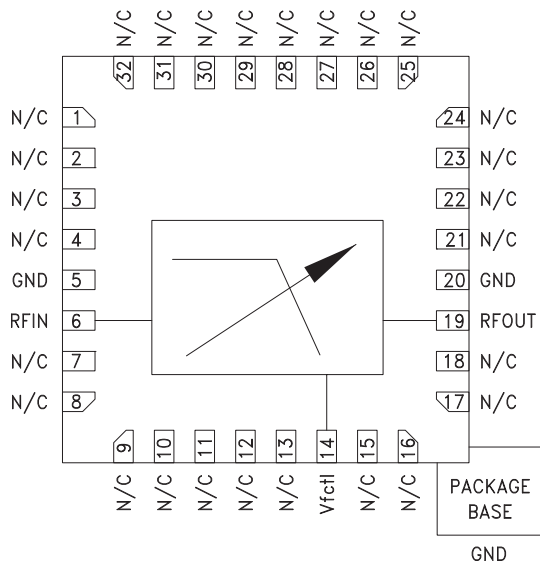 N/C N/C N/C N/C N/C N/C N/C N/C
32 31 30 29 28 27 26 25
N/C 1
N/C 2
N/C 3
N/C 4
GND 5
RFIN 6
N/C 7
N/C 8
24 N/C
23 N/C
22 N/C
21 N/C
20 GND
19 RFOUT
18 N/C
17 N/C
9 10 11 12 13 14 15 16
N/C N/C N/C N/C N/C Vfctl N/C N/C
PACKAGE
BASE
GND